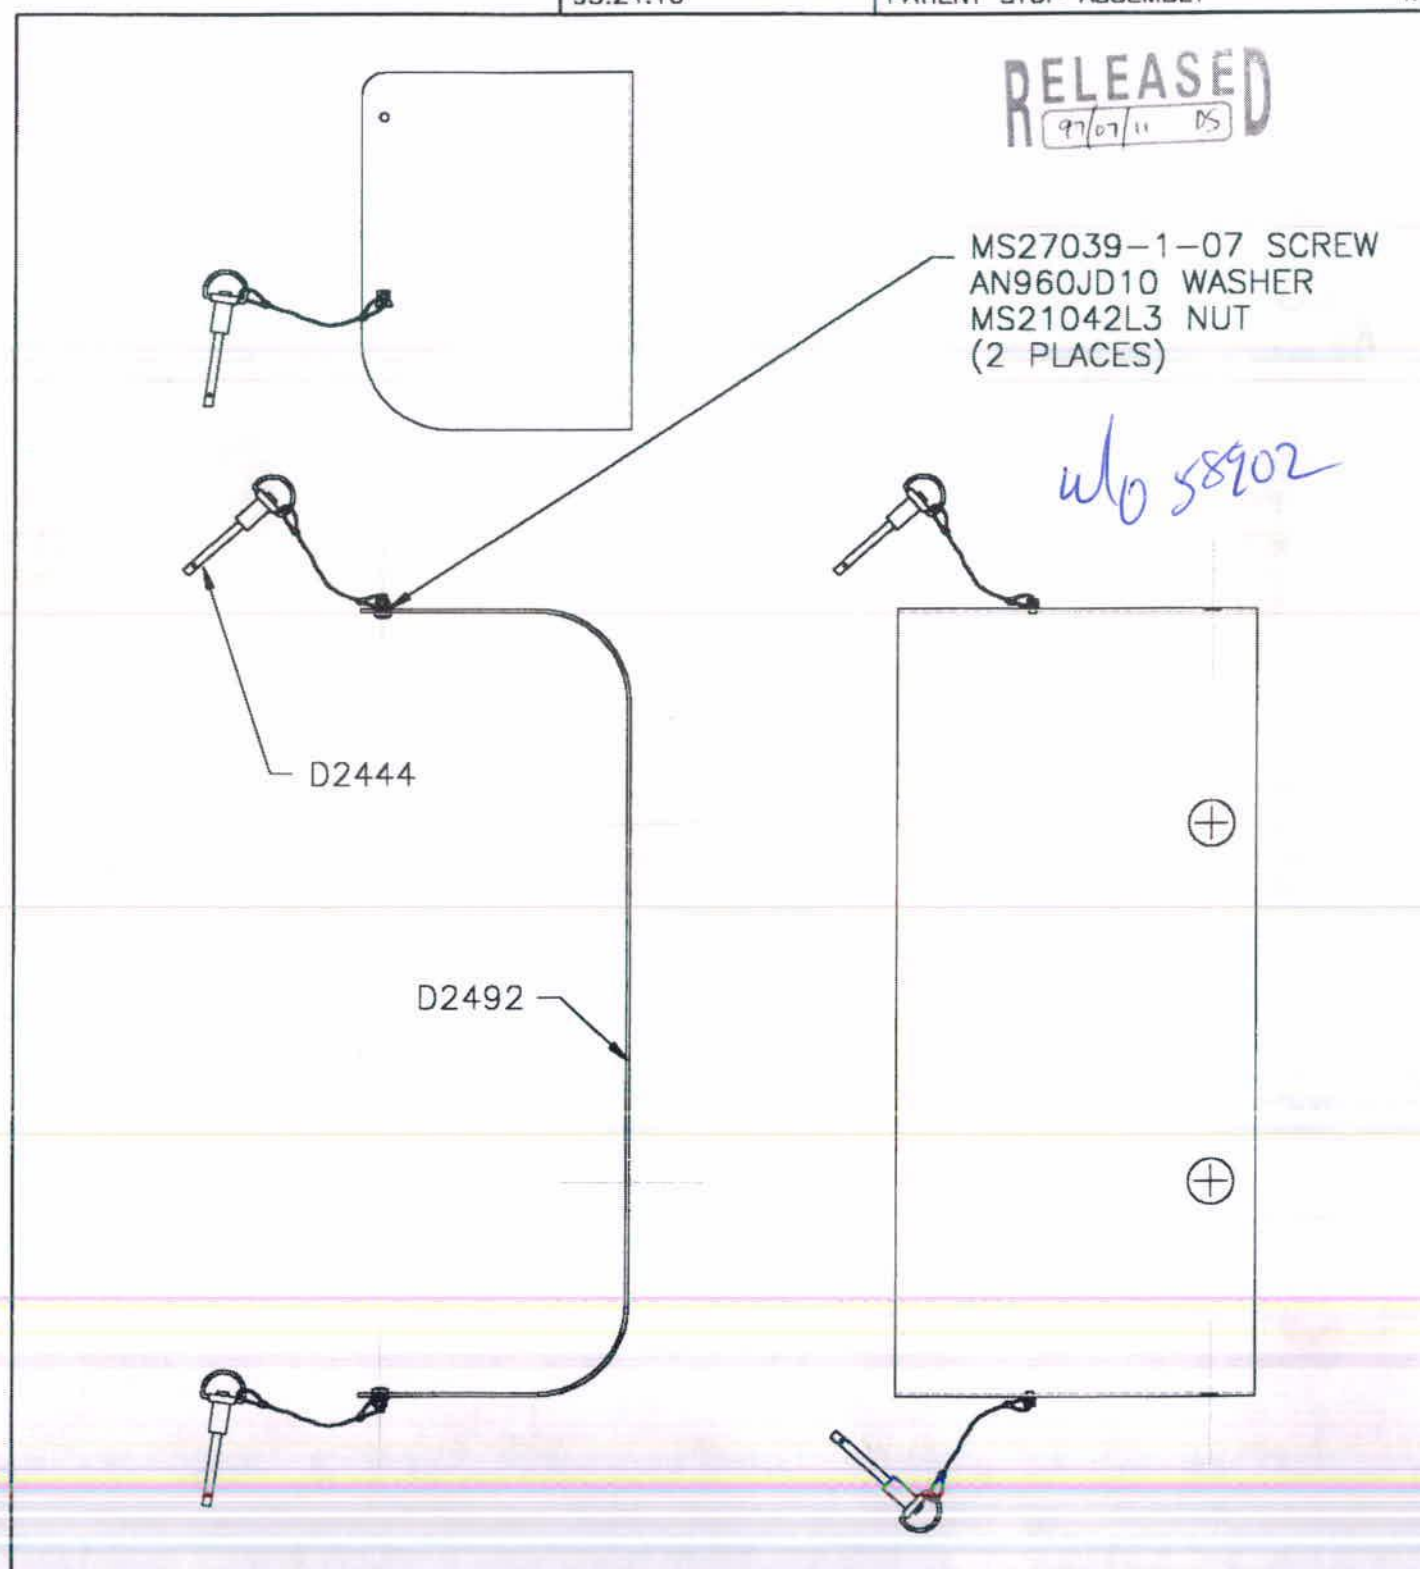 RELEASED
97/07/11 DS
MS27039-1-07 SCREW
AN960JD10 WASHER
MS21042L3 NUT
(2 PLACES)
w/o 58902
D2444
D2492